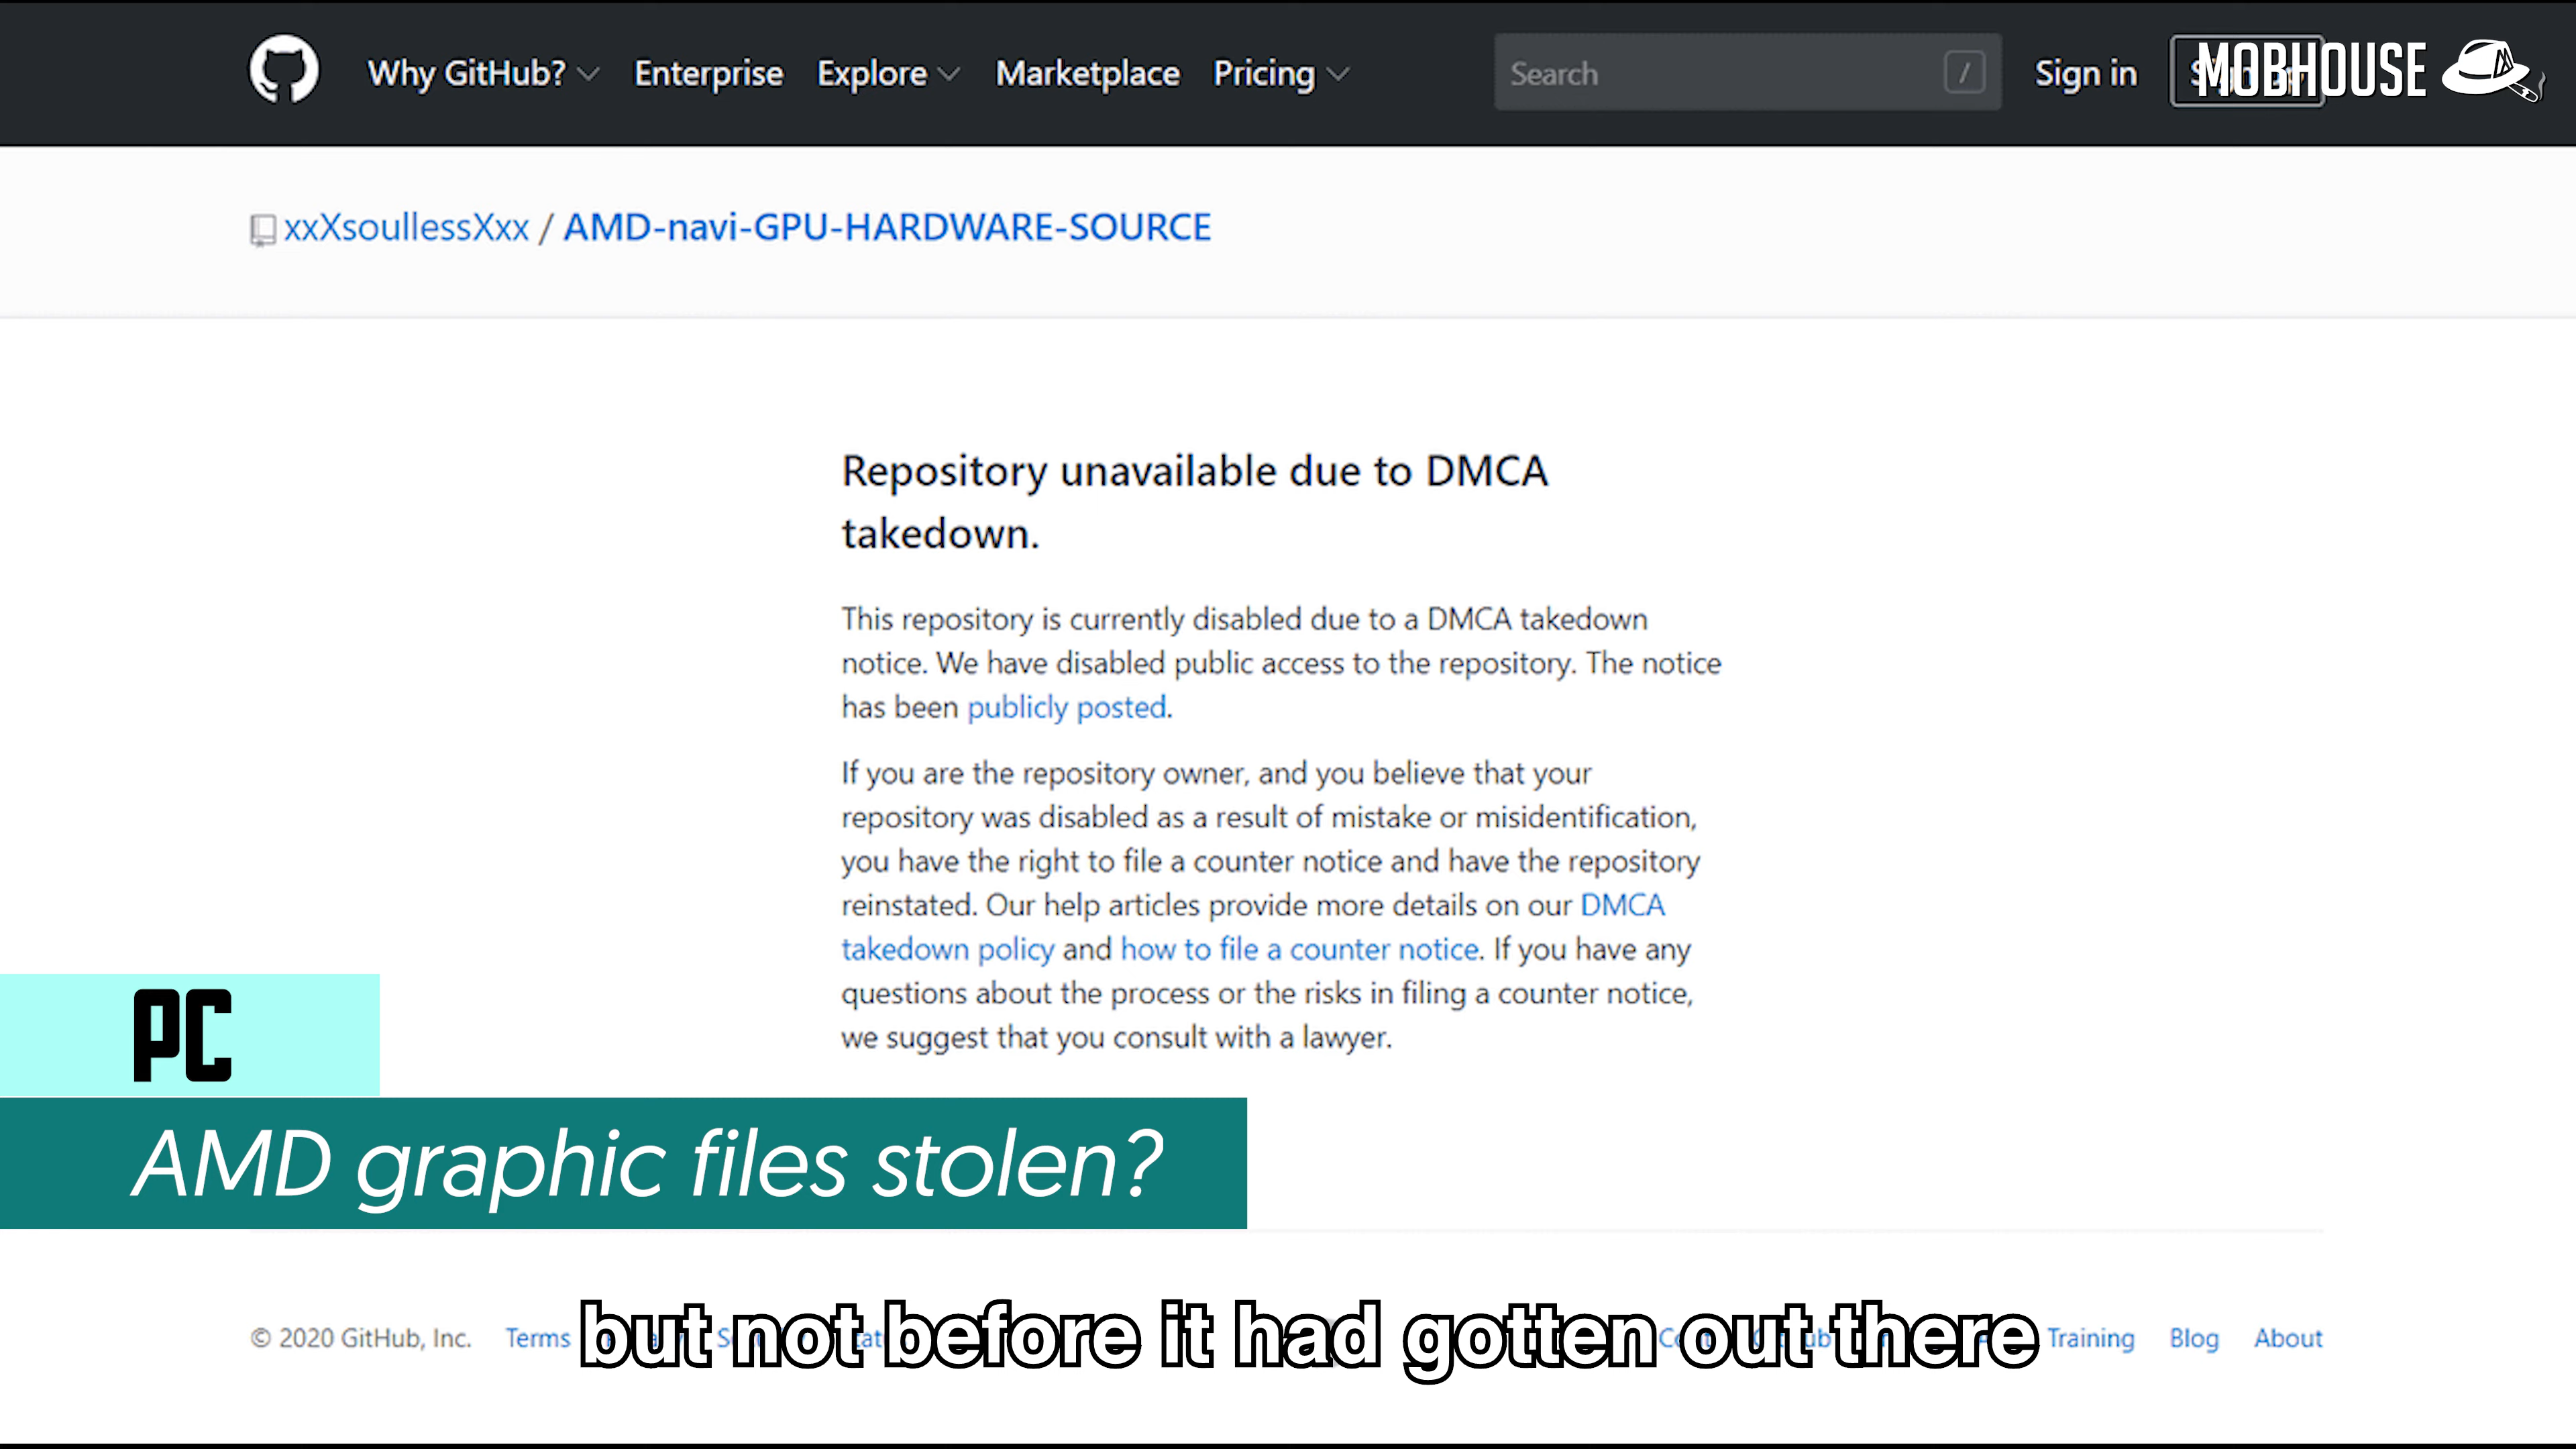 Why GitHub? Enterprise Explore Marketplace Pricing Search / Sign in MOBHOUSE
xxXsoullessXxx / AMD-navi-GPU-HARDWARE-SOURCE
Repository unavailable due to DMCA
takedown.
This repository is currently disabled due to a DMCA takedown
notice. We have disabled public access to the repository. The notice
has been publicly posted.
If you are the repository owner, and you believe that your
repository was disabled as a result of mistake or misidentification,
you have the right to file a counter notice and have the repository
reinstated. Our help articles provide more details on our DMCA
takedown policy and how to file a counter notice. If you have any
questions about the process or the risks in filing a counter notice,
we suggest that you consult with a lawyer.
PC
AMD graphic files stolen?
but not before it had gotten out there
© 2020 GitHub, Inc. Terms Training Blog About